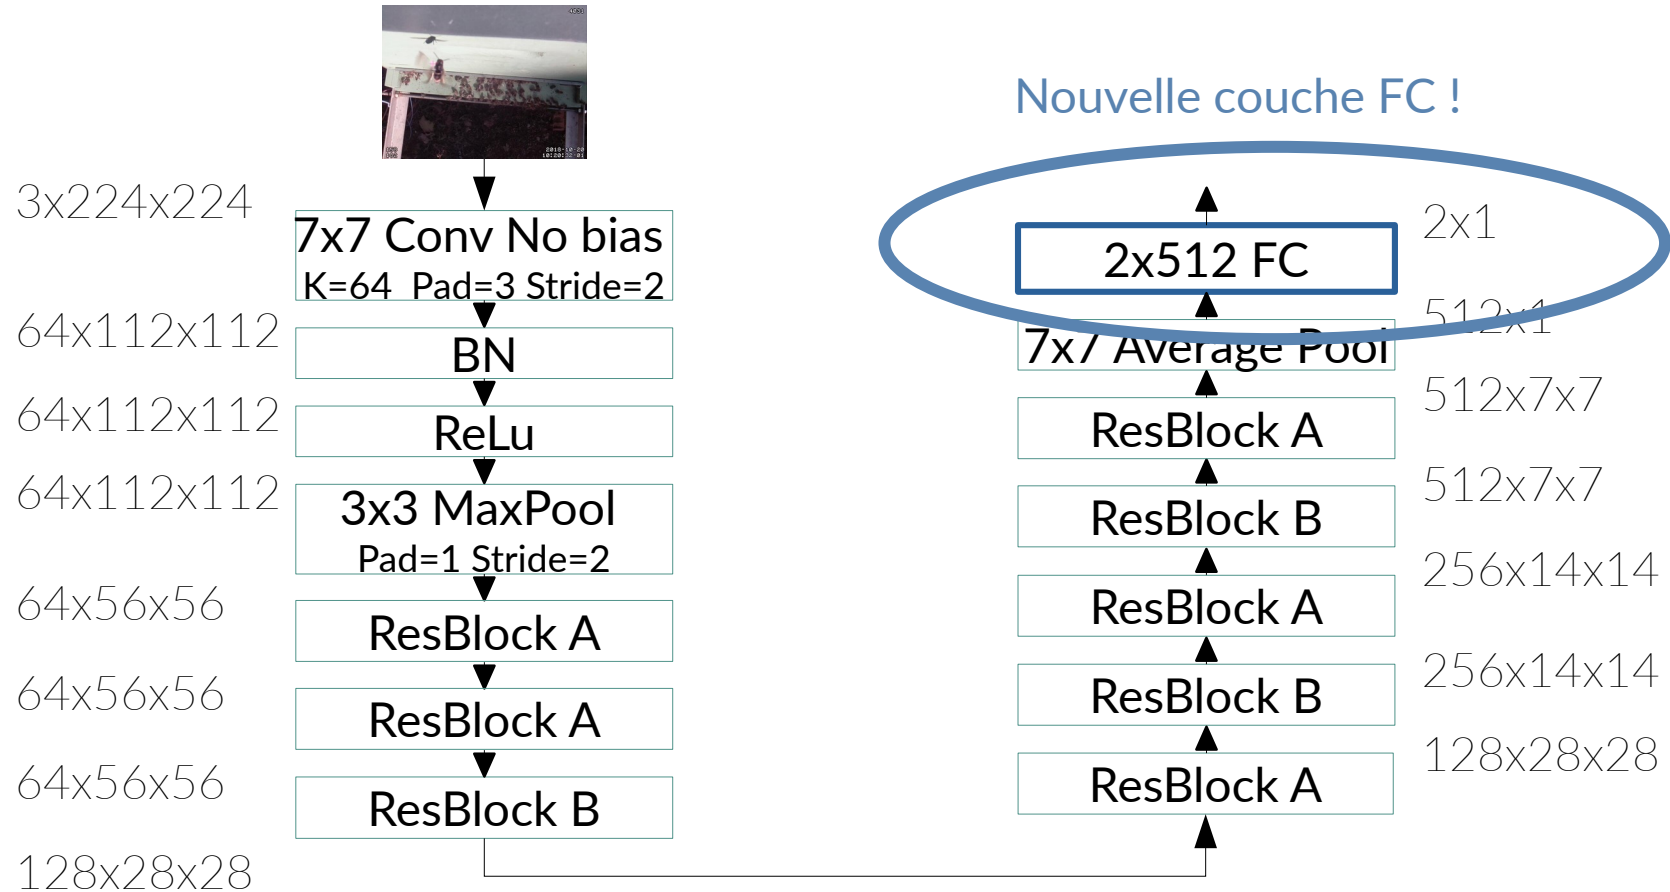 3x224x224
7x7 Conv No bias
K=64 Pad=3 Stride=2
64x112x112
BN
64x112x112
ReLu
64x112x112
3x3 MaxPool
Pad=1 Stride=2
64x56x56
ResBlock A
64x56x56
ResBlock A
64x56x56
ResBlock B
128x28x28
Nouvelle couche FC !
2x1
2x512 FC
512x1
7x7 Average Pool
512x7x7
ResBlock A
512x7x7
ResBlock B
256x14x14
ResBlock A
256x14x14
ResBlock B
128x28x28
ResBlock A